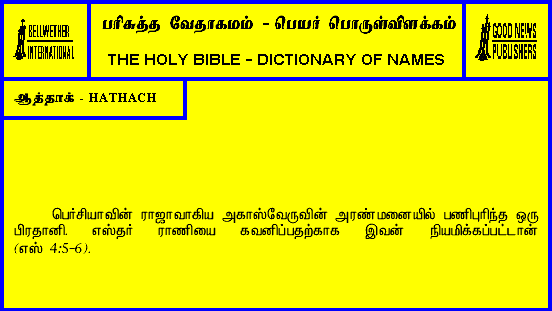 BELLWETHER
INTERNATIONAL
பரிசுத்த வேதாகமம் - பெயர் பொருள்விளக்கம்
THE HOLY BIBLE - DICTIONARY OF NAMES
GOOD NEWS
PUBLISHERS
ஆத்தாக் - HATHACH
பெர்சியாவின் ராஜாவாகிய அகாஸ்வேருவின் அரண்மனையில் பணிபுரிந்த ஒரு
பிரதானி. எஸ்தர் ராணியை கவனிப்பதற்காக இவன் நியமிக்கப்பட்டான்
(எஸ் 4:5-6).